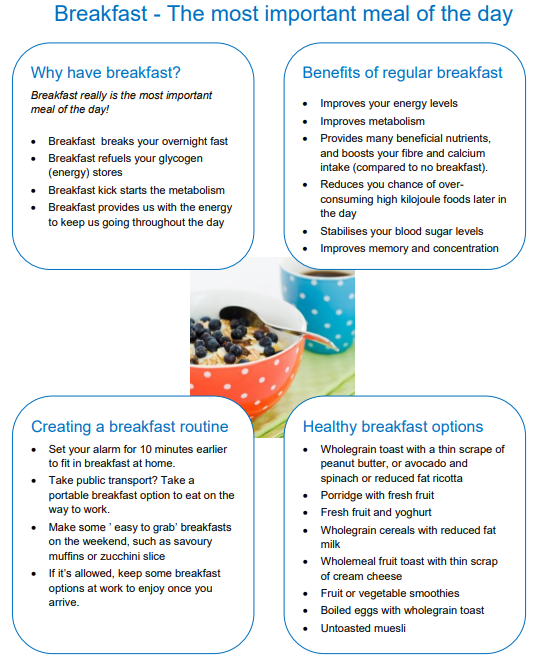 Breakfast - The most important meal of the day
Why have breakfast?
Breakfast really is the most important
meal of the day!
• Breakfast breaks your overnight fast
• Breakfast refuels your glycogen
(energy) stores
• Breakfast kick starts the metabolism
• Breakfast provides us with the energy
to keep us going throughout the day
Benefits of regular breakfast
• Improves your energy levels
• Improves metabolism
• Provides many beneficial nutrients,
and boosts your fibre and calcium
intake (compared to no breakfast).
• Reduces you chance of over-
consuming high kilojoule foods later in
the day
• Stabilises your blood sugar levels
• Improves memory and concentration
Creating a breakfast routine
• Set your alarm for 10 minutes earlier
to fit in breakfast at home.
• Take public transport? Take a
portable breakfast option to eat on the
way to work.
• Make some ’ easy to grab’ breakfasts
on the weekend, such as savoury
muffins or zucchini slice
• If it’s allowed, keep some breakfast
options at work to enjoy once you
arrive.
Healthy breakfast options
• Wholegrain toast with a thin scrape of
peanut butter, or avocado and
spinach or reduced fat ricotta
• Porridge with fresh fruit
• Fresh fruit and yoghurt
• Wholegrain cereals with reduced fat
milk
• Wholemeal fruit toast with thin scrap
of cream cheese
• Fruit or vegetable smoothies
• Boiled eggs with wholegrain toast
• Untoasted muesli